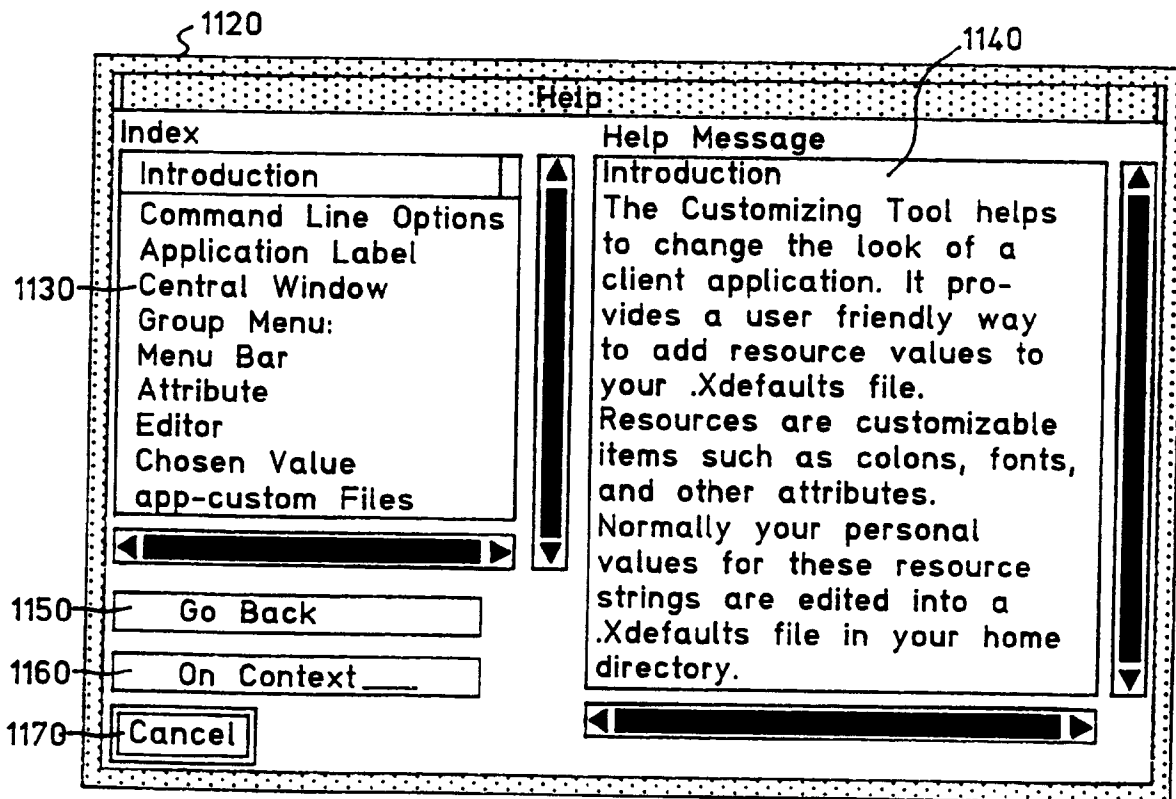 1120
1140
Help
Index
Introduction
Command Line Options
Application Label
1130
Central Window
Group Menu:
Menu Bar
Attribute
Editor
Chosen Value
app-custom Files
1150
Go Back
1160
On Context___
1170
Cancel
Help Message
Introduction
The Customizing Tool helps
to change the look of a
client application. It pro-
vides a user friendly way
to add resource values to
your .Xdefaults file.
Resources are customizable
items such as colons, fonts,
and other attributes.
Normally your personal
values for these resource
strings are edited into a
.Xdefaults file in your home
directory.